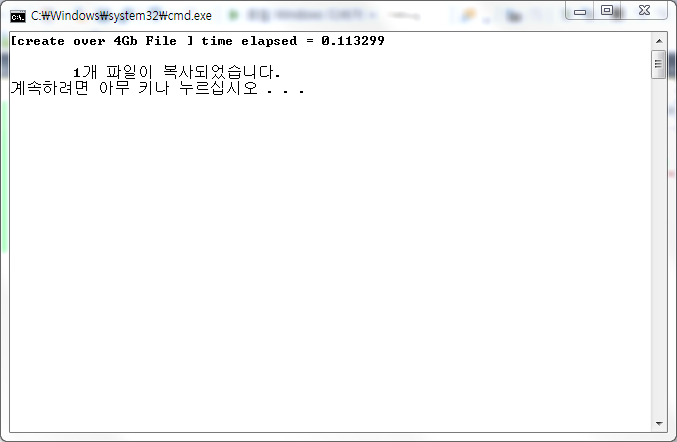 C:₩Windows₩system32₩cmd.exe
[create over 4Gb File ] time elapsed = 0.113299
1개 파일이 복사되었습니다.
계속하려면 아무 키나 누르십시오 . . .